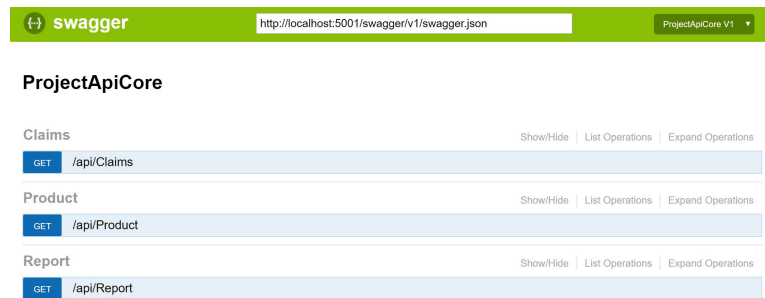 {···} swagger http://localhost:5001/swagger/v1/swagger.json ProjectApiCore V1 ▼
ProjectApiCore
Claims Show/Hide List Operations Expand Operations
GET /api/Claims
Product Show/Hide List Operations Expand Operations
GET /api/Product
Report Show/Hide List Operations Expand Operations
GET /api/Report